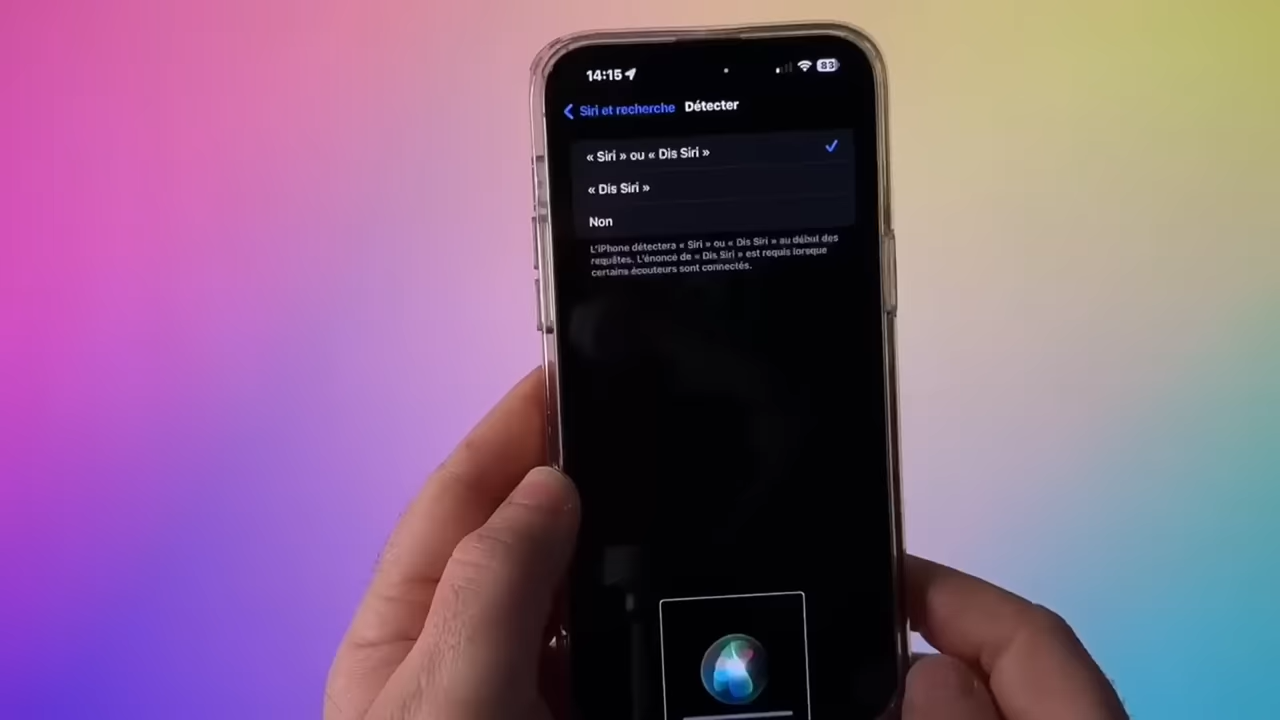 14:15
83
Siri et recherche Détecter
« Siri » ou « Dis Siri »
« Dis Siri »
Non
L'iPhone détectera « Siri » ou « Dis Siri » au début des
requêtes. L'énoncé de « Dis Siri » est requis lorsque
certains écouteurs sont connectés.